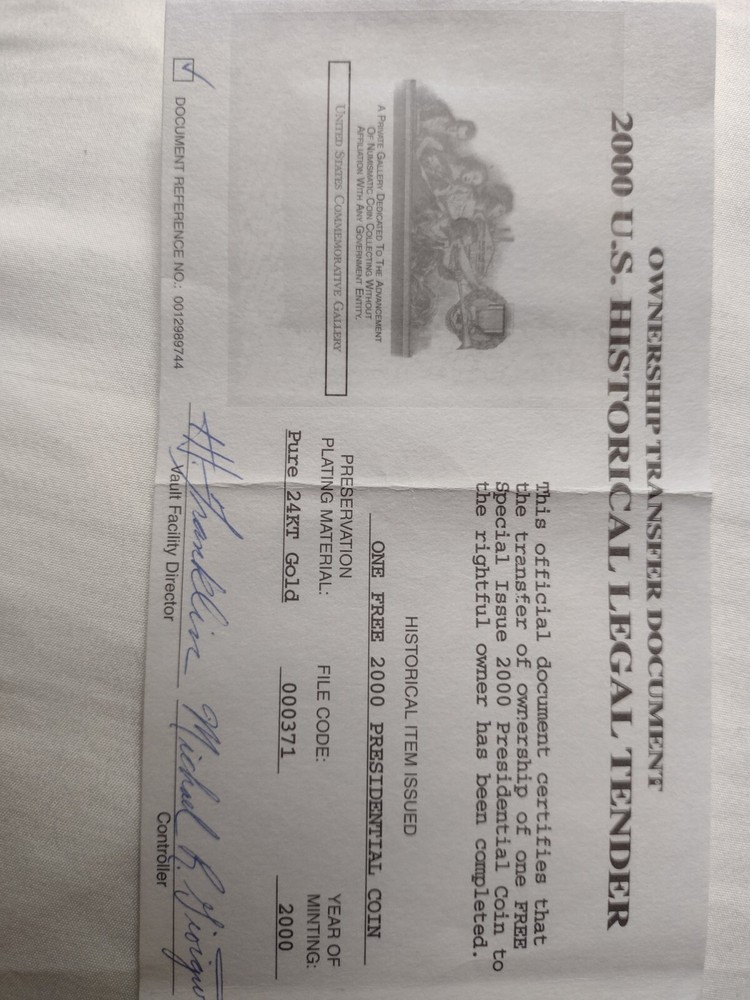 OWNERSHIP TRANSFER DOCUMENT
2000 U.S. HISTORICAL LEGAL TENDER
This official document certifies that
the transfer of ownership of one FREE
Special Issue 2000 Presidential Coin to
the rightful owner has been completed.
A PRIVATE GALLERY DEDICATED TO THE ADVANCEMENT
OF NUMISMATIC COIN COLLECTING WITHOUT
AFFILIATION WITH ANY GOVERNMENT ENTITY.
UNITED STATES COMMEMORATIVE GALLERY
HISTORICAL ITEM ISSUED
ONE FREE 2000 PRESIDENTIAL COIN
PRESERVATION
PLATING MATERIAL:
Pure 24KT Gold
FILE CODE:
000371
YEAR OF
MINTING:
2000
DOCUMENT REFERENCE NO.: 0012989744
H. Franklin
Vault Facility Director
Michael R.
Controller